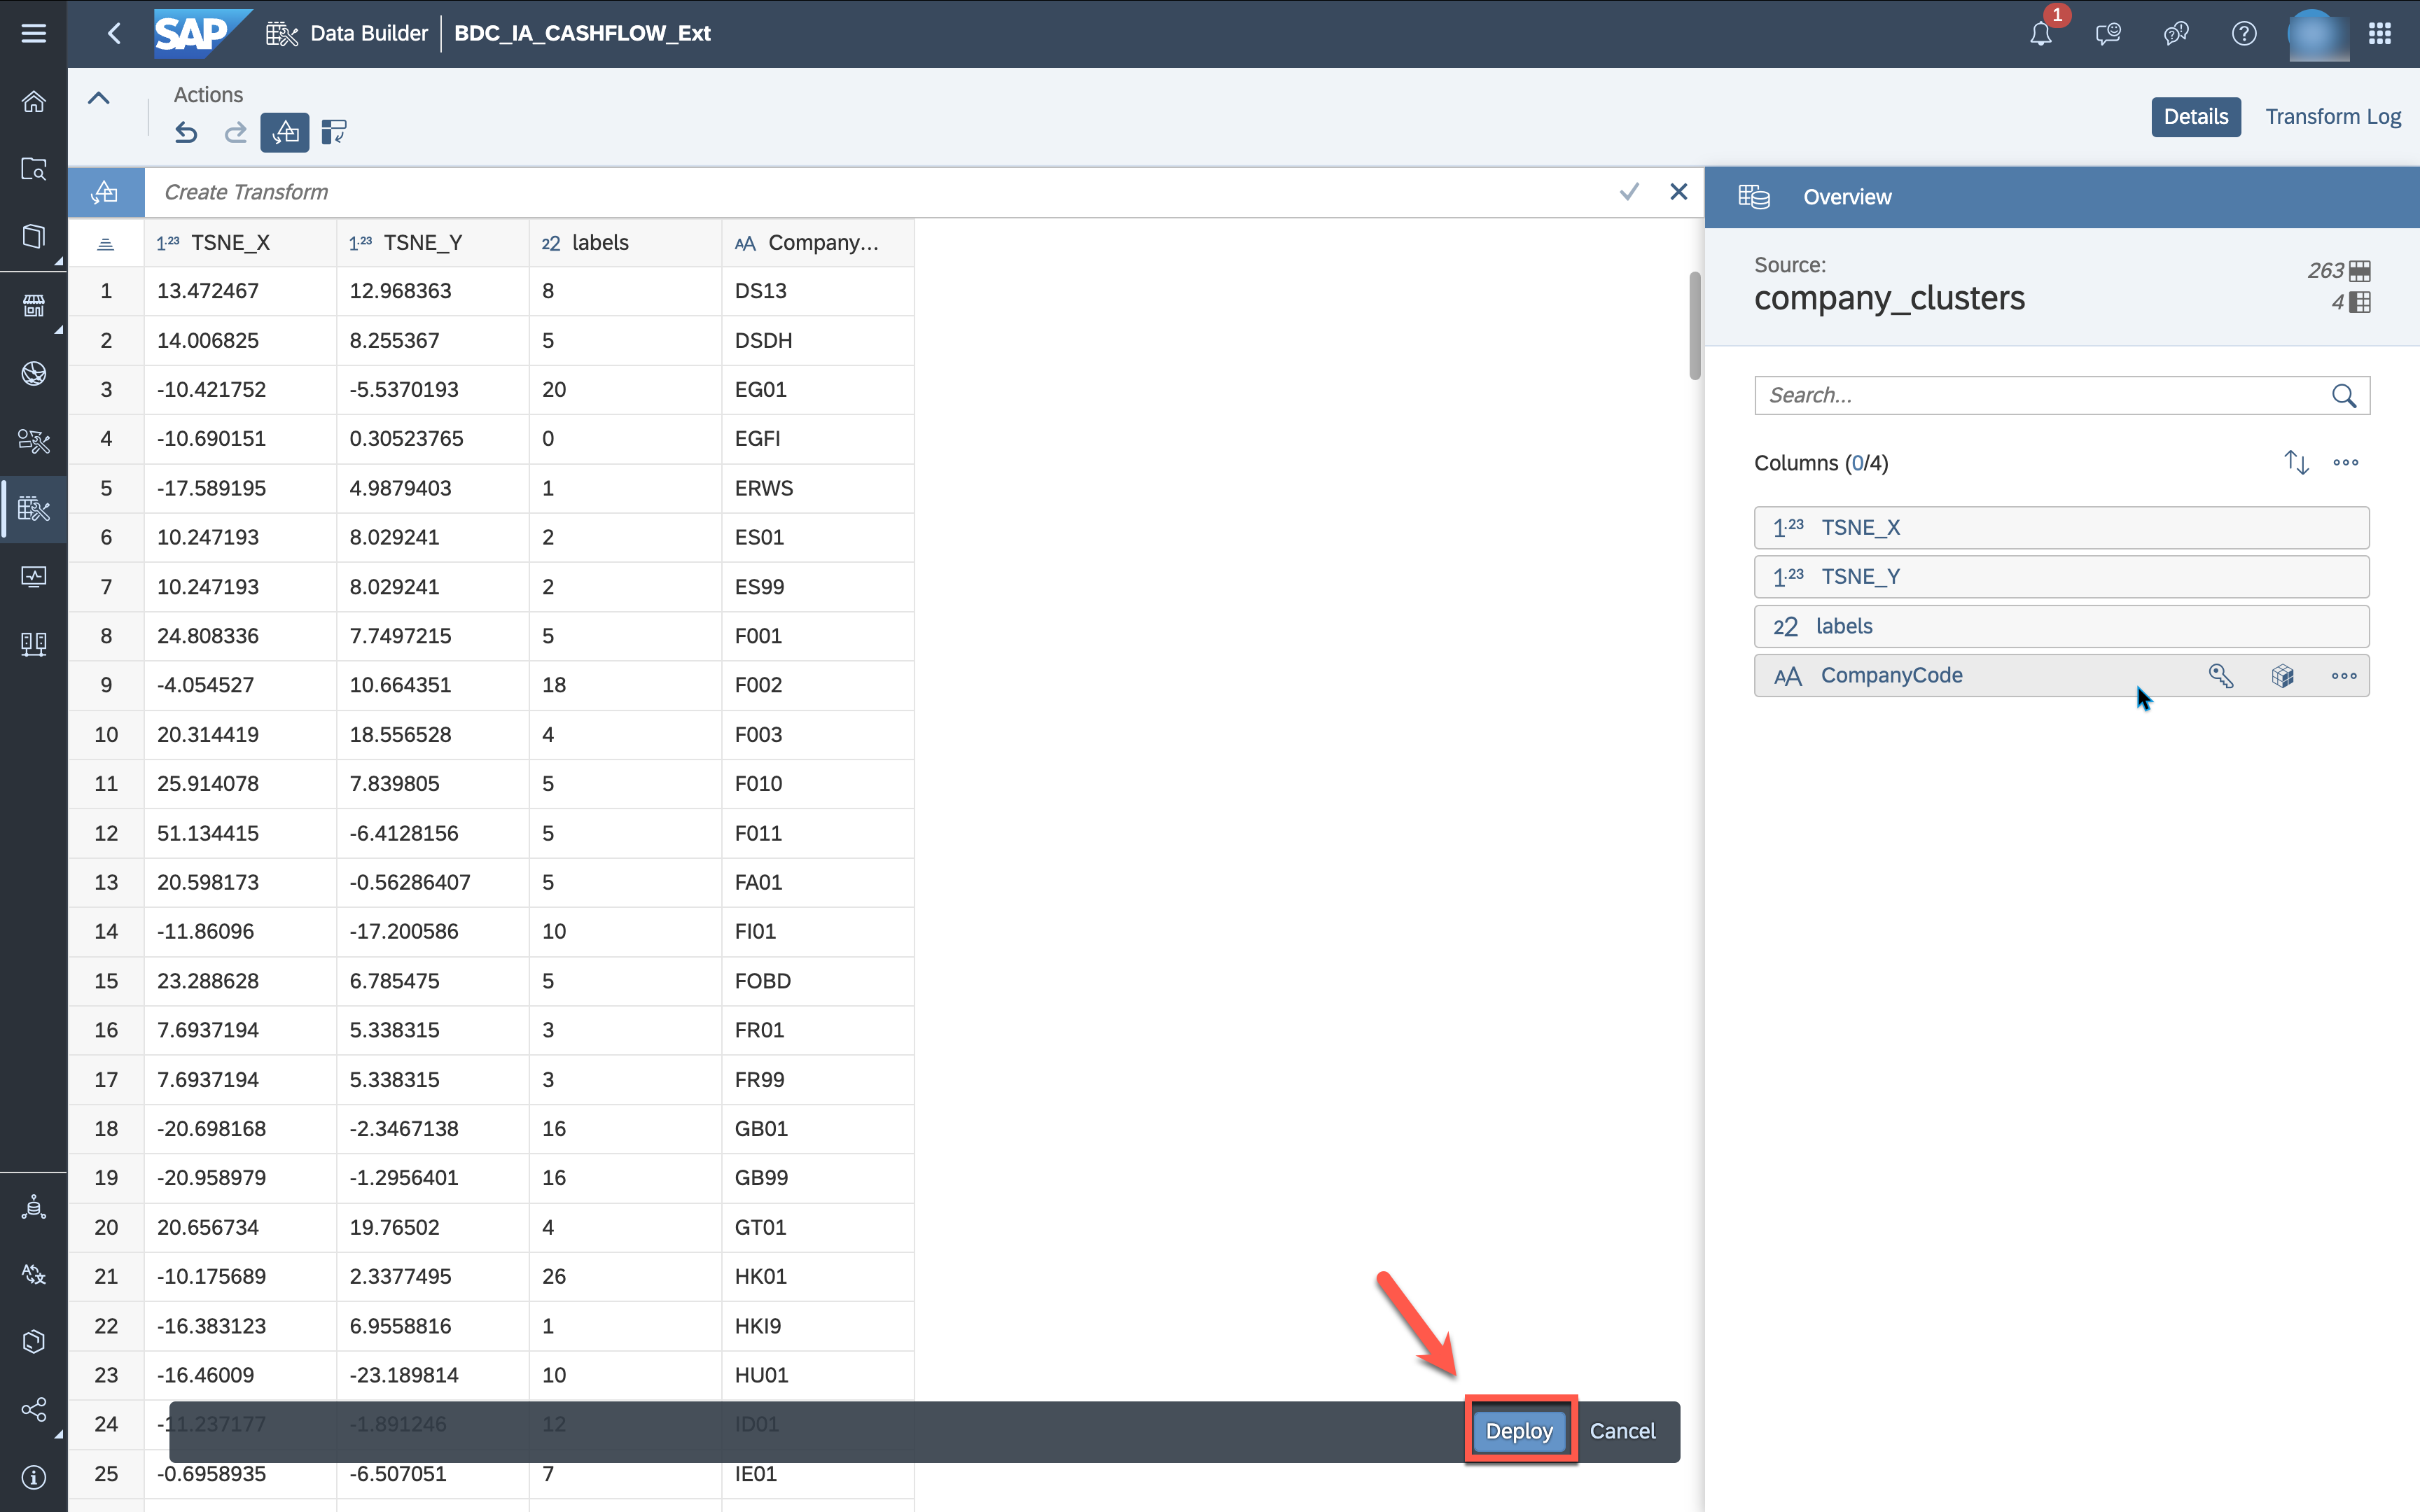 SAP Data Builder BDC_IA_CASHFLOW_Ext 1
Actions
Details Transform Log
Create Transform
1.23 TSNE_X 1.23 TSNE_Y 22 labels AA Company...
1 13.472467 12.968363 8 DS13
2 14.006825 8.255367 5 DSDH
3 -10.421752 -5.5370193 20 EG01
4 -10.690151 0.30523765 0 EGFI
5 -17.589195 4.9879403 1 ERWS
6 10.247193 8.029241 2 ES01
7 10.247193 8.029241 2 ES99
8 24.808336 7.7497215 5 F001
9 -4.054527 10.664351 18 F002
10 20.314419 18.556528 4 F003
11 25.914078 7.839805 5 F010
12 51.134415 -6.4128156 5 F011
13 20.598173 -0.56286407 5 FA01
14 -11.86096 -17.200586 10 FI01
15 23.288628 6.785475 5 FOBD
16 7.6937194 5.338315 3 FR01
17 7.6937194 5.338315 3 FR99
18 -20.698168 -2.3467138 16 GB01
19 -20.958979 -1.2956401 16 GB99
20 20.656734 19.76502 4 GT01
21 -10.175689 2.3377495 26 HK01
22 -16.383123 6.9558816 1 HKI9
23 -16.46009 -23.189814 10 HU01
24 -11.237177 -1.891246 12 ID01
25 -0.6958935 -6.507051 7 IE01
Deploy Cancel
Overview
Source:
company_clusters
263
4
Search...
Columns (0/4)
1.23 TSNE_X
1.23 TSNE_Y
22 labels
AA CompanyCode